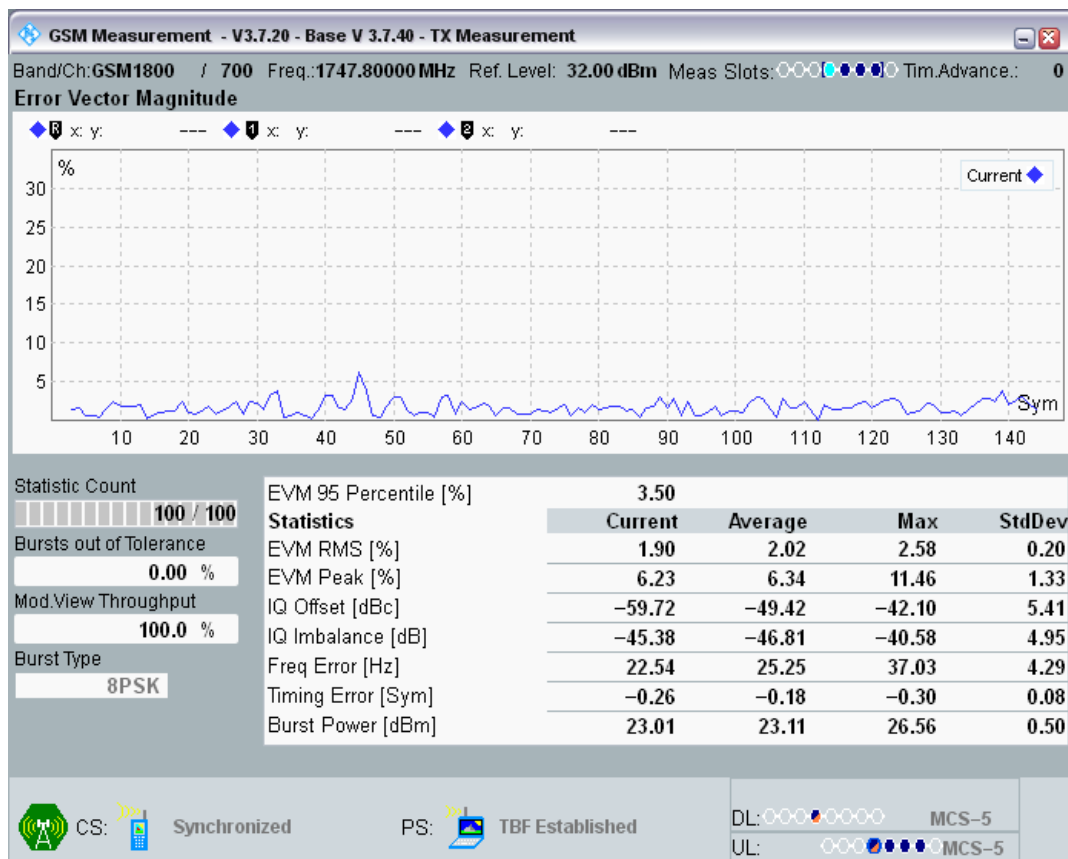 GSM Measurement - V3.7.20 - Base V 3.7.40 - TX Measurement
Band/Ch:GSM1800 / 700 Freq.:1747.80000 MHz Ref. Level: 32.00 dBm Meas Slots: Tim.Advance.: 0
Error Vector Magnitude
R x: y: --- 1 x: y: --- 2 x: y: ---
%
Current
30
25
20
15
10
5
Sym
10 20 30 40 50 60 70 80 90 100 110 120 130 140
Statistic Count
100 / 100
Bursts out of Tolerance
0.00 %
Mod.View Throughput
100.0 %
Burst Type
8PSK
EVM 95 Percentile [%] 3.50
Statistics Current Average Max StdDev
EVM RMS [%] 1.90 2.02 2.58 0.20
EVM Peak [%] 6.23 6.34 11.46 1.33
IQ Offset [dBc] −59.72 −49.42 −42.10 5.41
IQ Imbalance [dB] −45.38 −46.81 −40.58 4.95
Freq Error [Hz] 22.54 25.25 37.03 4.29
Timing Error [Sym] −0.26 −0.18 −0.30 0.08
Burst Power [dBm] 23.01 23.11 26.56 0.50
CS: Synchronized PS: TBF Established
DL: MCS−5
UL: MCS−5